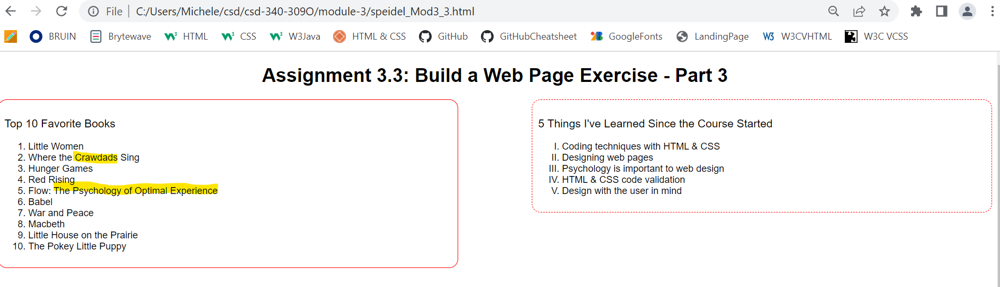 File C:/Users/Michele/csd/csd-340-309O/module-3/speidel_Mod3_3.html
BRUIN Brytewave HTML CSS W3Java HTML & CSS GitHub GitHubCheatsheet GoogleFonts LandingPage W3 W3CVHTML W3C VCSS
Assignment 3.3: Build a Web Page Exercise - Part 3
Top 10 Favorite Books
1. Little Women
2. Where the Crawdads Sing
3. Hunger Games
4. Red Rising
5. Flow: The Psychology of Optimal Experience
6. Babel
7. War and Peace
8. Macbeth
9. Little House on the Prairie
10. The Pokey Little Puppy
5 Things I've Learned Since the Course Started
I. Coding techniques with HTML & CSS
II. Designing web pages
III. Psychology is important to web design
IV. HTML & CSS code validation
V. Design with the user in mind